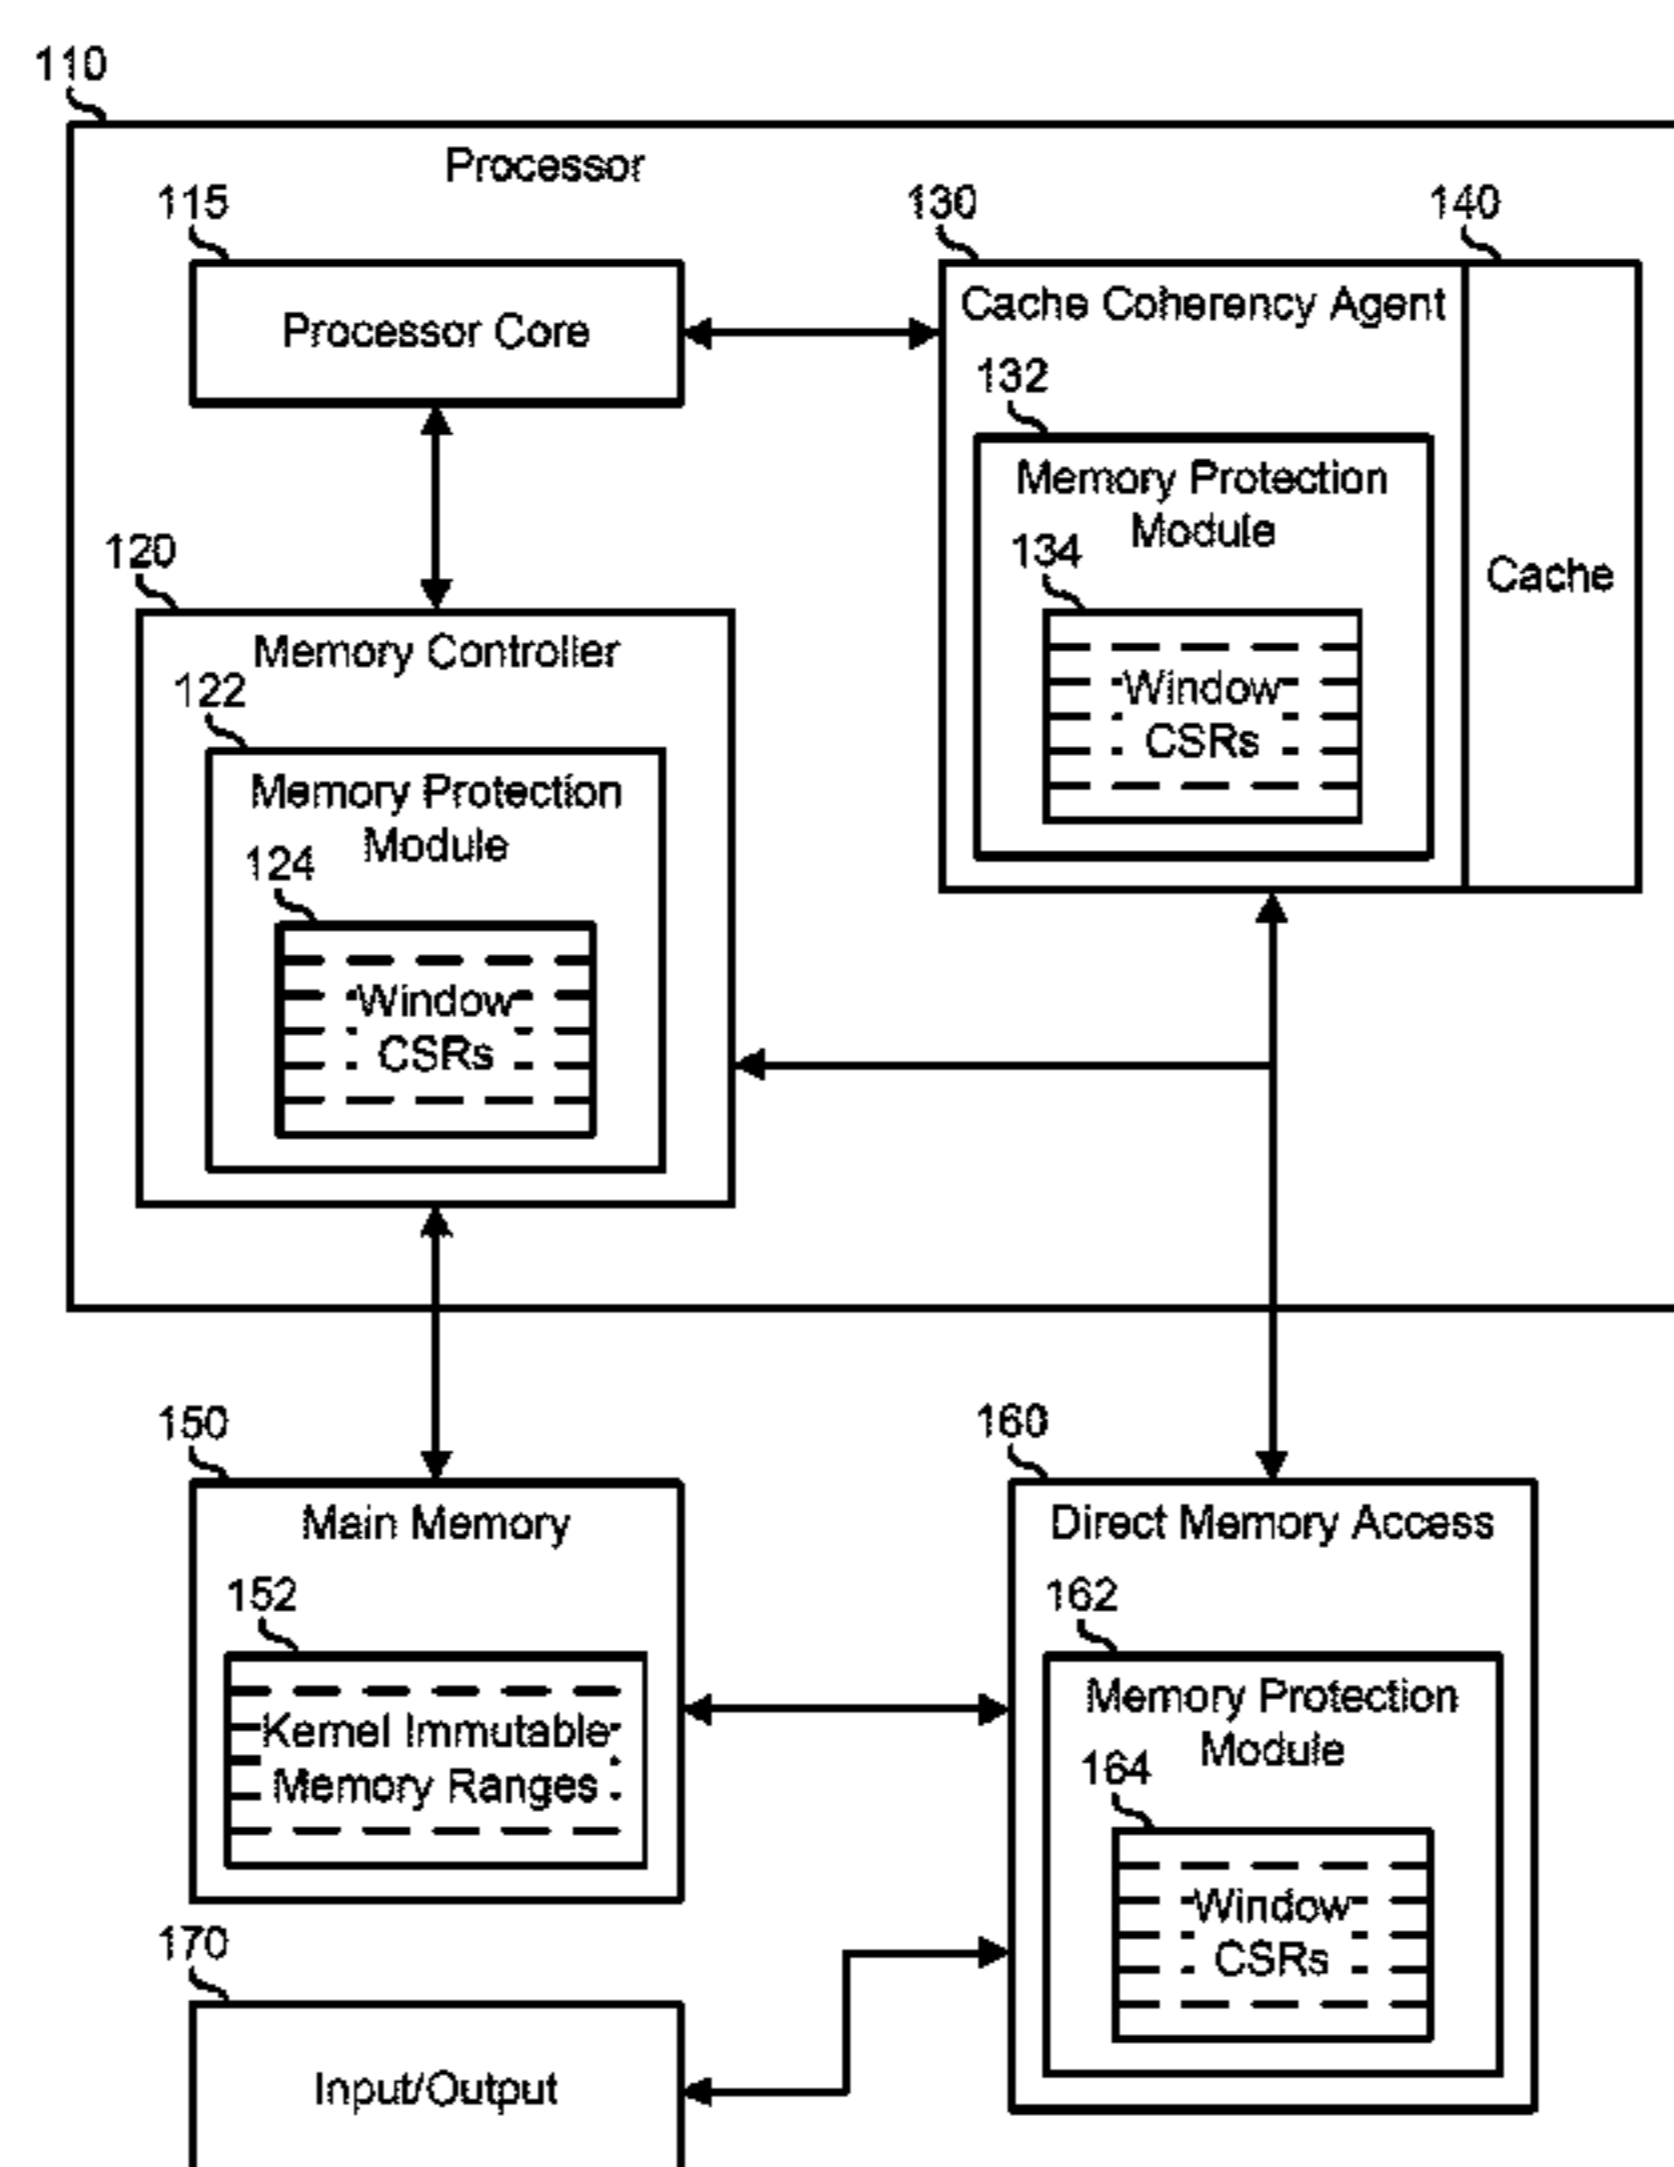 110
Processor
115
130
140
Processor Core
Cache Coherency Agent
132
Memory Protection
Module
134
Cache
Window
CSRs
120
Memory Controller
122
Memory Protection
Module
124
Window
CSRs
150
160
Main Memory
Direct Memory Access
152
162
Kernel Immutable
Memory Ranges
Memory Protection
Module
164
Window
CSRs
170
Input/Output